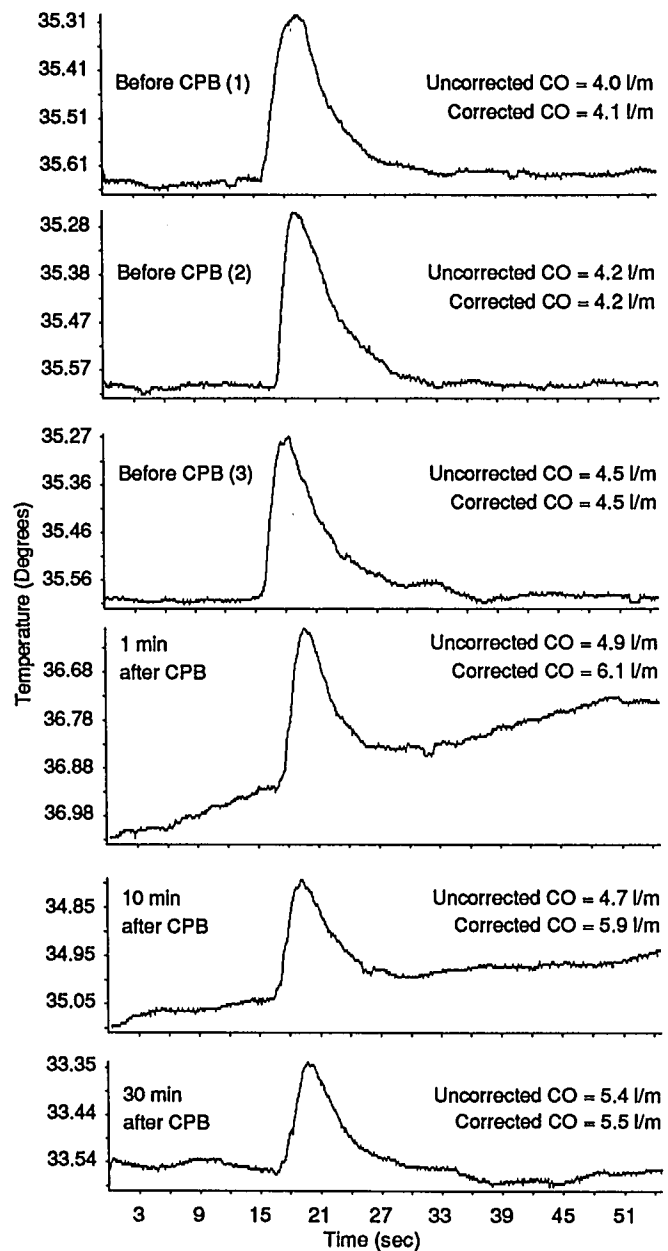 35.31
35.41
35.51
35.61
Before CPB (1)
Uncorrected CO = 4.0 l/m
Corrected CO = 4.1 l/m
35.28
35.38
35.47
35.57
Before CPB (2)
Uncorrected CO = 4.2 l/m
Corrected CO = 4.2 l/m
35.27
35.36
35.46
35.56
Before CPB (3)
Uncorrected CO = 4.5 l/m
Corrected CO = 4.5 l/m
Temperature (Degrees)
36.68
36.78
36.88
36.98
1 min
after CPB
Uncorrected CO = 4.9 l/m
Corrected CO = 6.1 l/m
34.85
34.95
35.05
10 min
after CPB
Uncorrected CO = 4.7 l/m
Corrected CO = 5.9 l/m
33.35
33.44
33.54
30 min
after CPB
Uncorrected CO = 5.4 l/m
Corrected CO = 5.5 l/m
3 9 15 21 27 33 39 45 51
Time (sec)